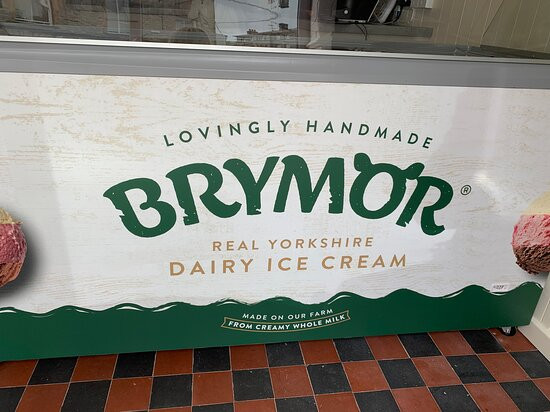 LOVINGLY HANDMADE
BRYMOR®
REAL YORKSHIRE
DAIRY ICE CREAM
MADE ON OUR FARM
FROM CREAMY WHOLE MILK